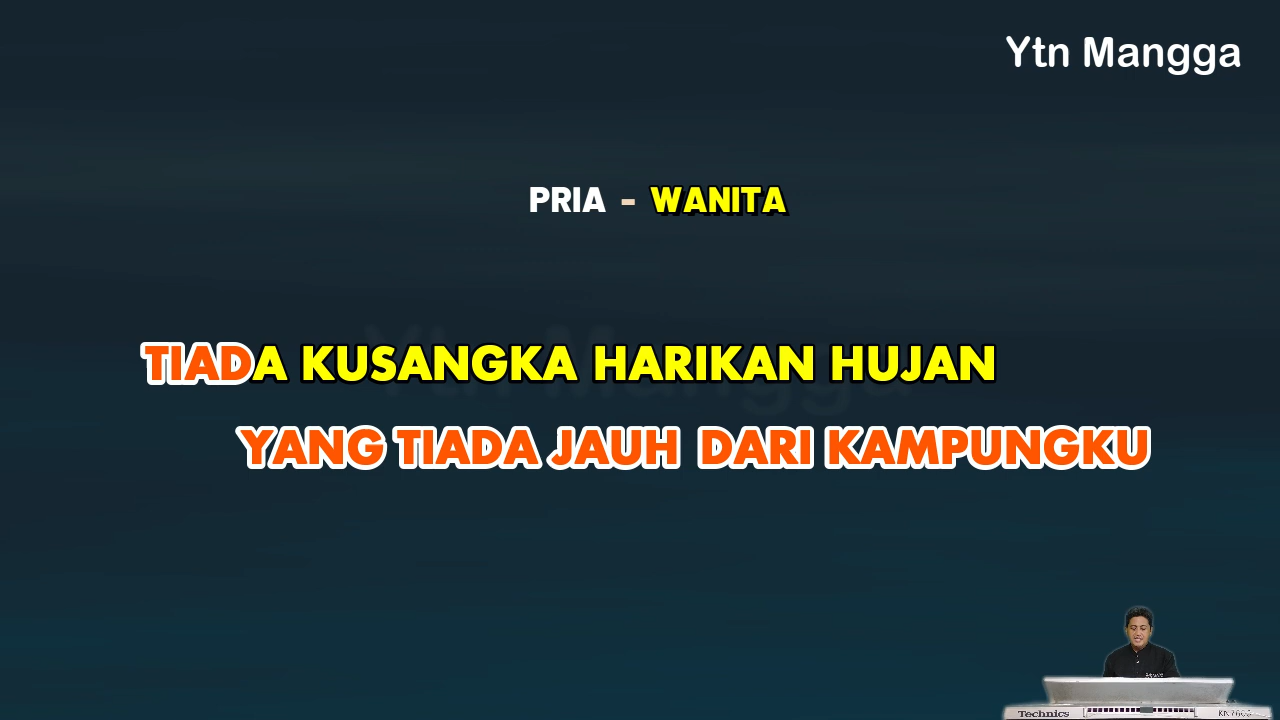 Ytn Mangga
PRIA - WANITA
TIADA KUSANGKA HARIKAN HUJAN
YANG TIADA JAUH DARI KAMPUNGKU
Technics